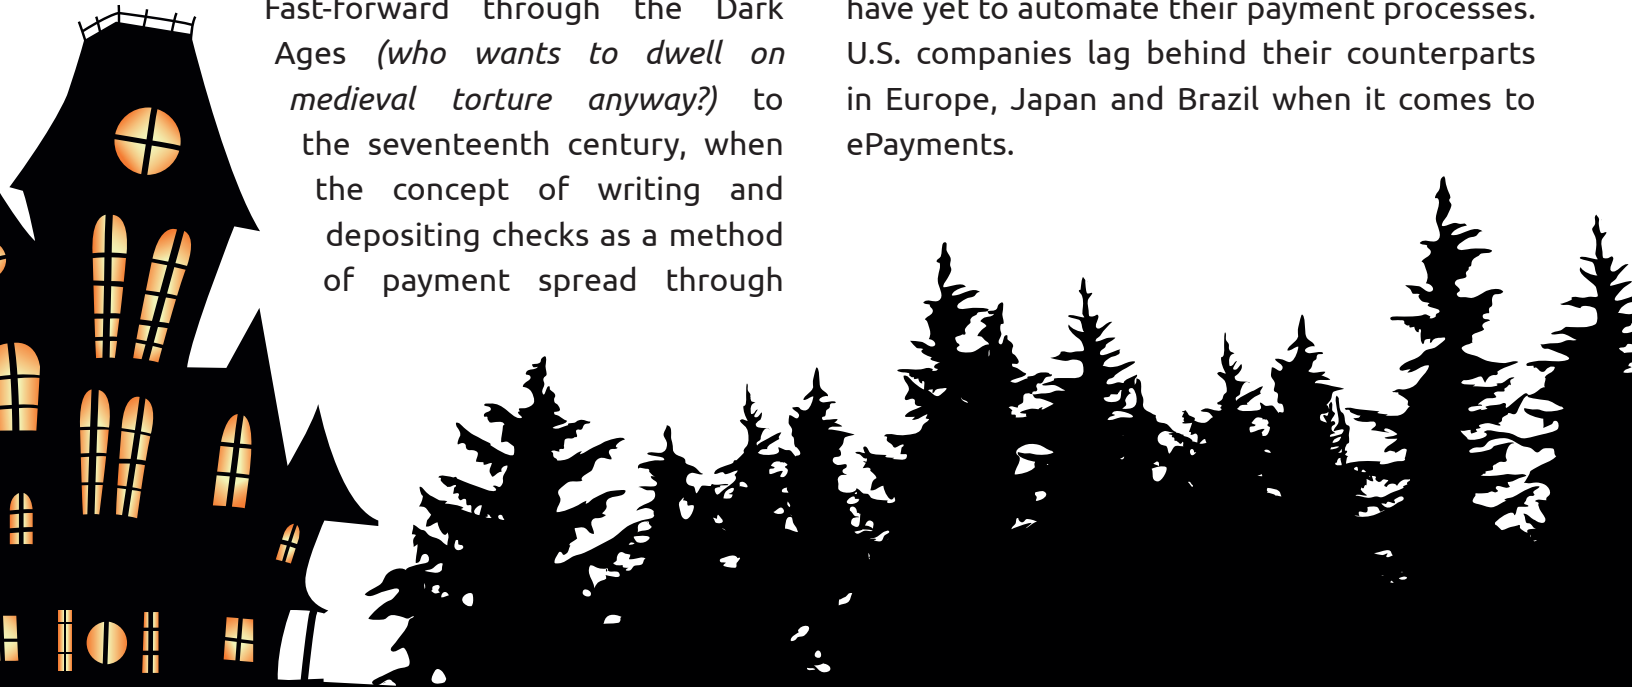 Fast-forward through the Dark
Ages (who wants to dwell on
medieval torture anyway?) to
the seventeenth century, when
the concept of writing and
depositing checks as a method
of payment spread through
have yet to automate their payment processes.
U.S. companies lag behind their counterparts
in Europe, Japan and Brazil when it comes to
ePayments.